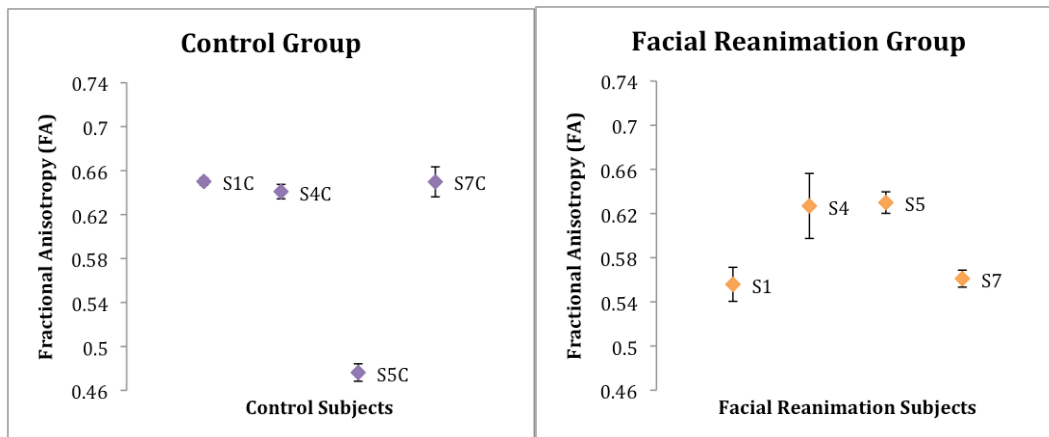 Control Group
Fractional Anisotropy (FA)
0.74
0.7
0.66
0.62
0.58
0.54
0.5
0.46
S1C
S4C
S5C
S7C
Control Subjects
Facial Reanimation Group
Fractional Anisotropy (FA)
0.74
0.7
0.66
0.62
0.58
0.54
0.5
0.46
S1
S4
S5
S7
Facial Reanimation Subjects